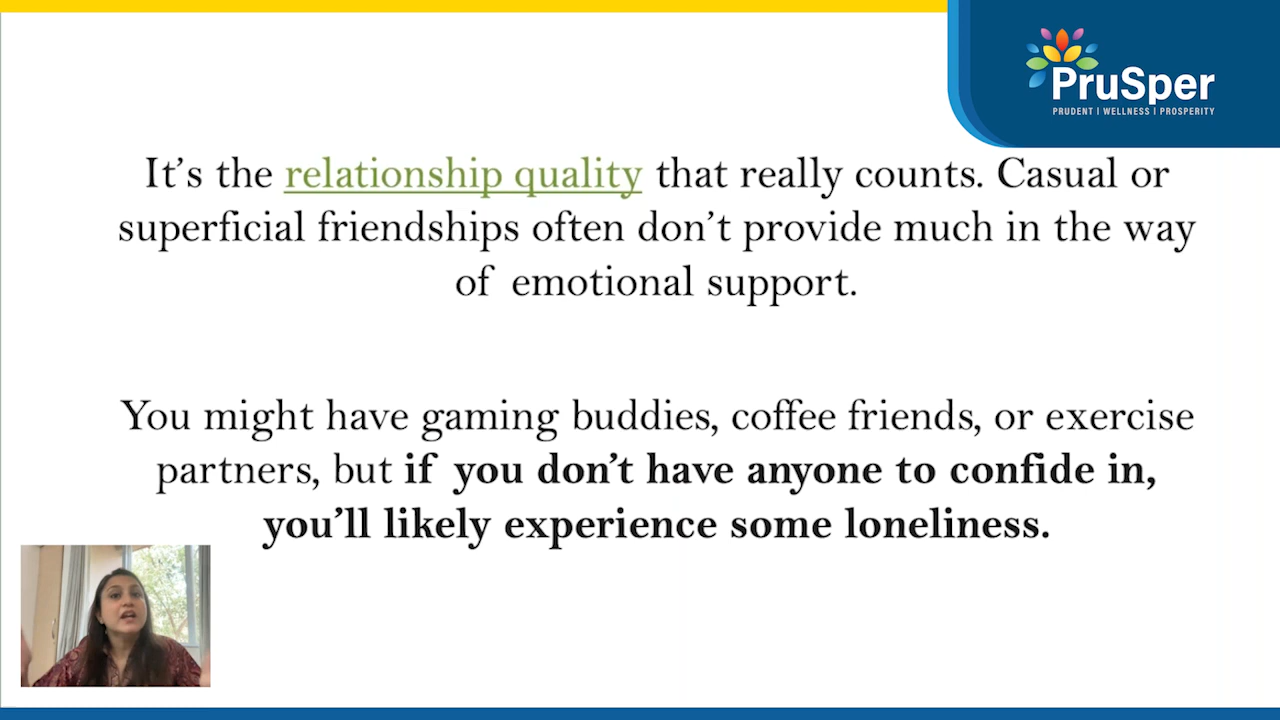 PruSper
PRUDENT | WELLNESS | PROSPERITY
It’s the relationship quality that really counts. Casual or
superficial friendships often don’t provide much in the way
of emotional support.
You might have gaming buddies, coffee friends, or exercise
partners, but if you don’t have anyone to confide in,
you’ll likely experience some loneliness.